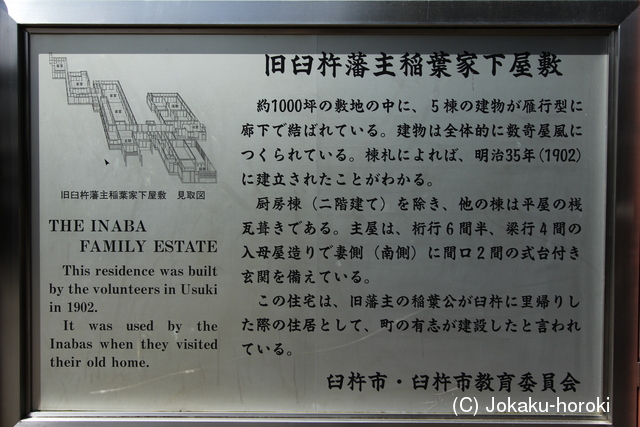 旧臼杵藩主稲葉家下屋敷
約1000坪の敷地の中に、5棟の建物が雁行型に
廊下で結ばれている。建物は全体的に数寄屋風に
つくられている。棟札によれば、明治35年(1902)
に建立されたことがわかる。
厨房棟(二階建て)を除き、他の棟は平屋の桟
瓦葺きである。主屋は、桁行6間半、梁行4間の
入母屋造りで妻側(南側)に間口2間の式台付き
玄関を備えている。
この住宅は、旧藩主の稲葉公が臼杵に里帰りし
た際の住居として、町の有志が建設したと言われ
ている。
臼杵市・臼杵市教育委員会
旧臼杵藩主稲葉家下屋敷 見取図
THE INABA
FAMILY ESTATE
This residence was built
by the volunteers in Usuki
in 1902.
It was used by the
Inabas when they visited
their old home.
(C) Jokaku-horoki